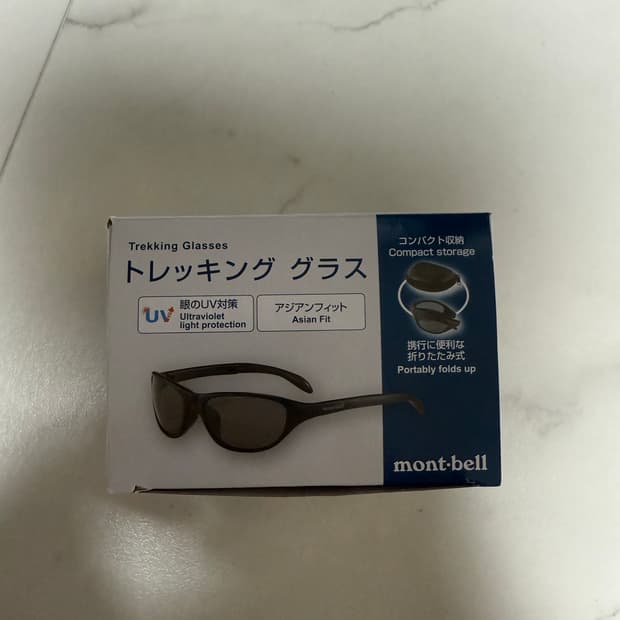 Trekking Glasses
トレッキング グラス
UV
眼のUV対策
Ultraviolet
light protection
アジアンフィット
Asian Fit
コンパクト収納
Compact storage
携行に便利な
折りたたみ式
Portably folds up
mont-bell